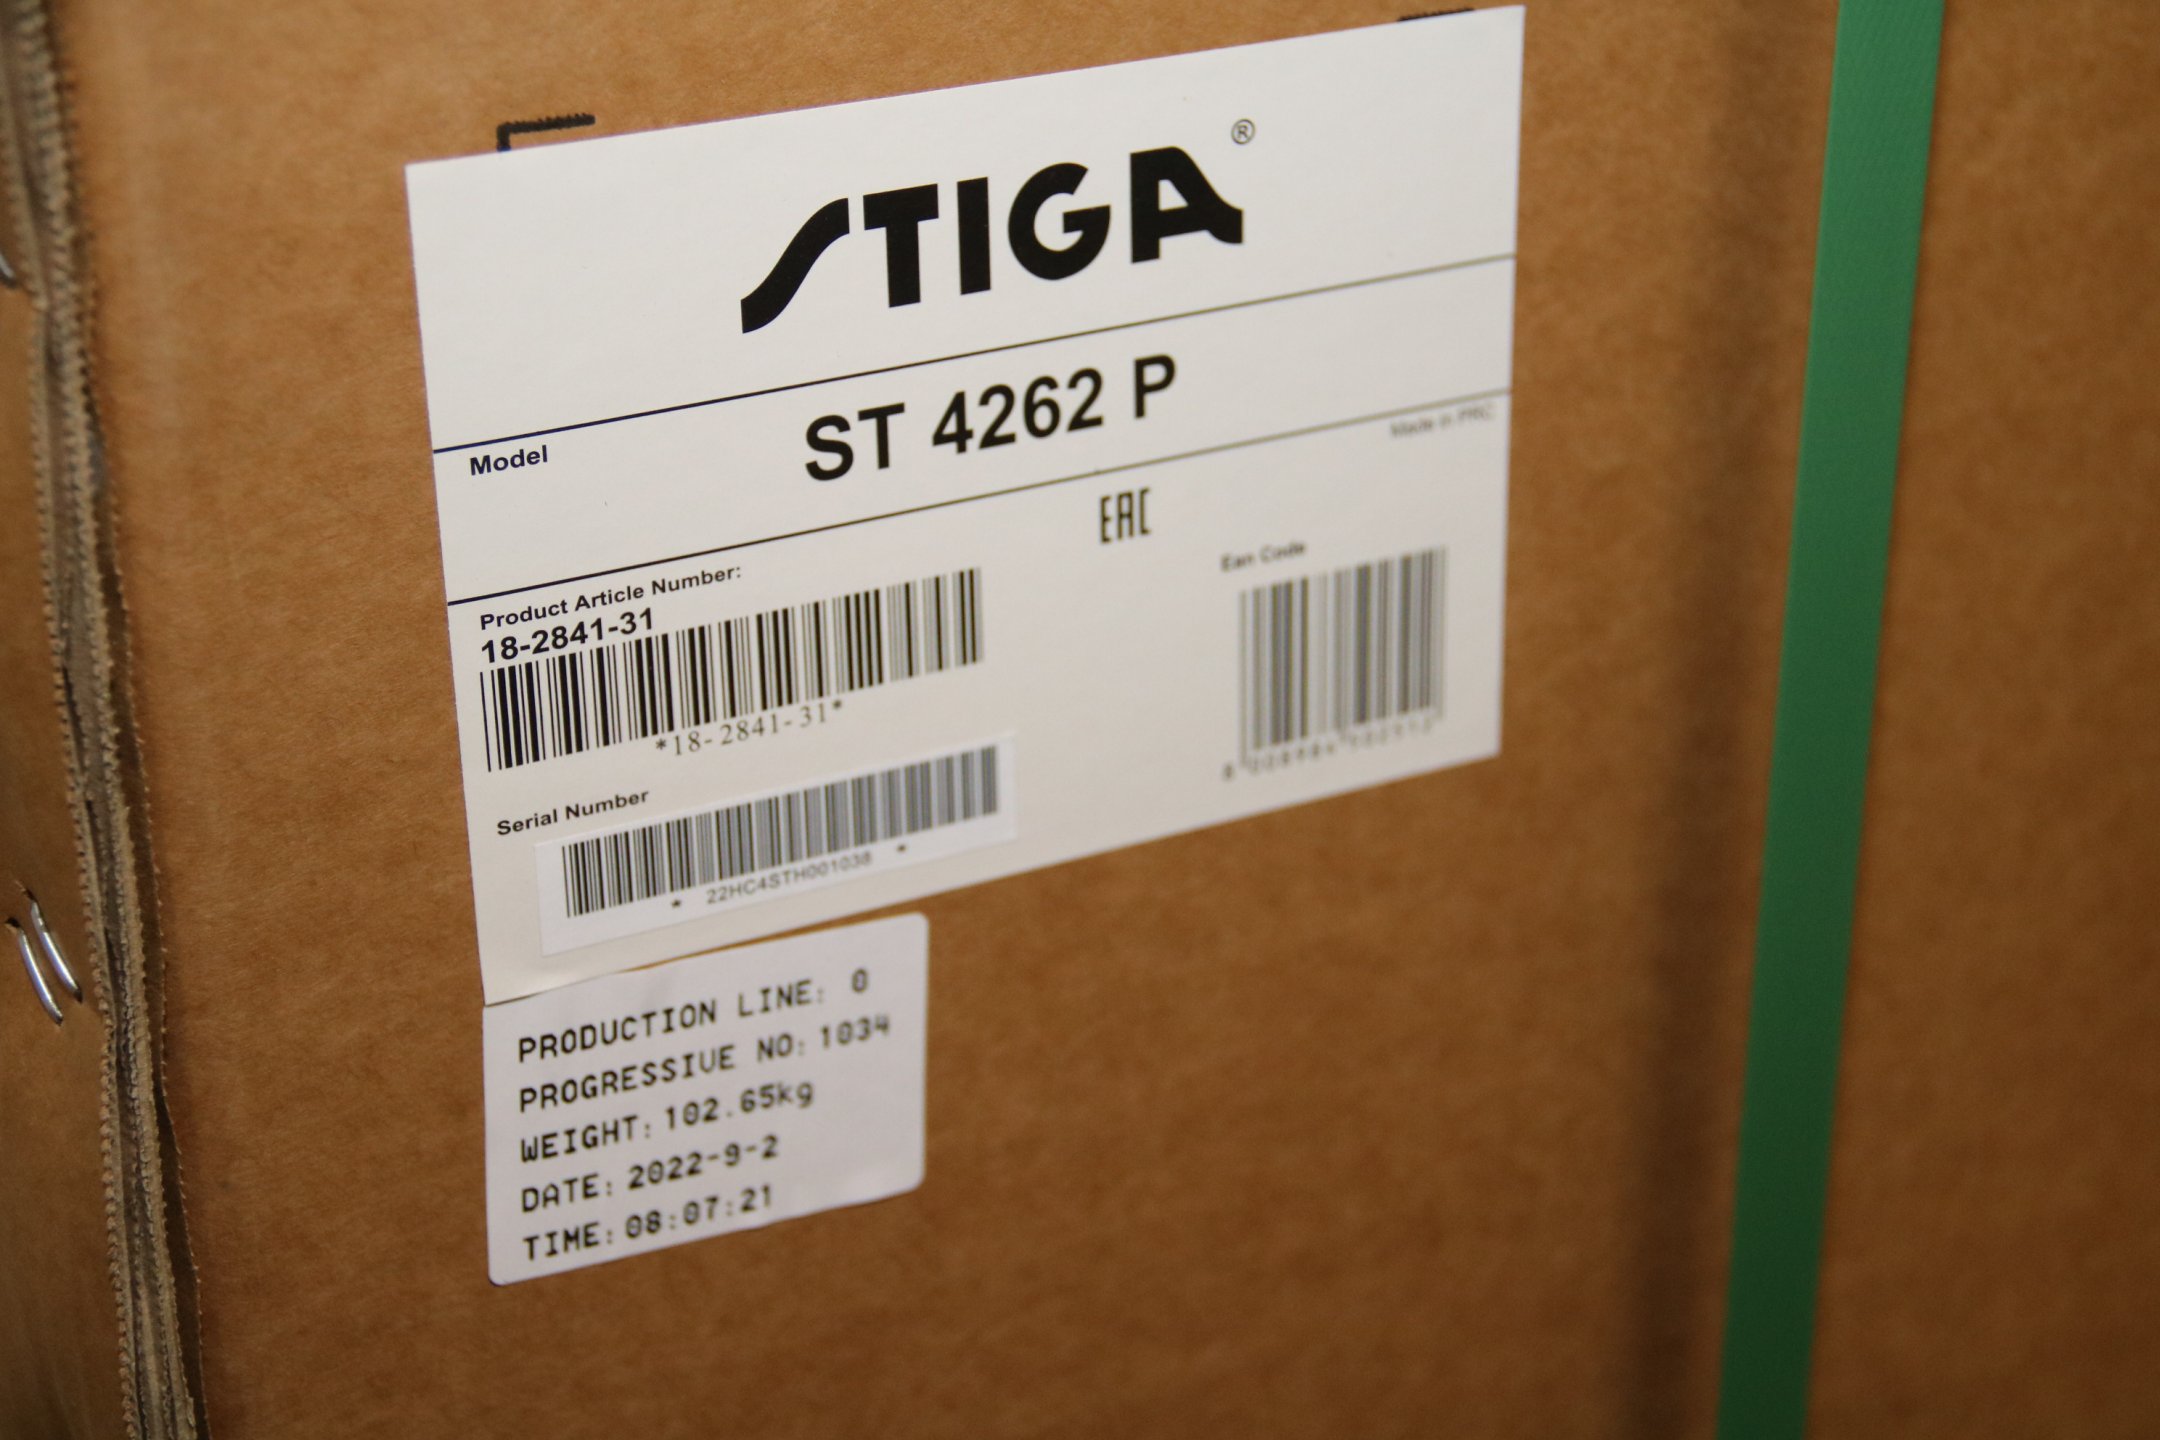 STIGA®
Model
ST 4262 P
Made in PRC
EAC
Product Article Number:
18-2841-31
*18-2841-31*
Ean Code
Serial Number
* 22HC4STH001038 *
PRODUCTION LINE: 0
PROGRESSIVE NO: 1034
WEIGHT: 102.65kg
DATE: 2022-9-2
TIME: 08:07:21